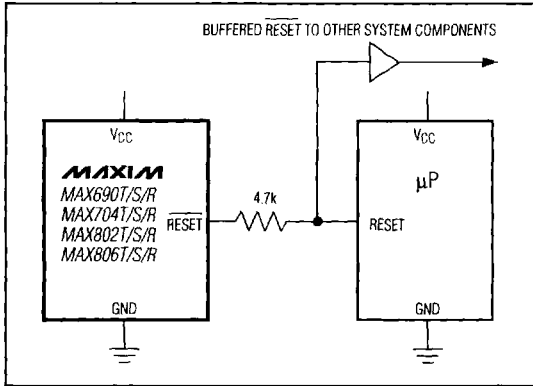 BUFFERED RESET TO OTHER SYSTEM COMPONENTS
VCC
MAXIM
MAX690T/S/R
MAX704T/S/R
MAX802T/S/R
MAX806T/S/R
RESET
GND
4.7k
VCC
µP
RESET
GND